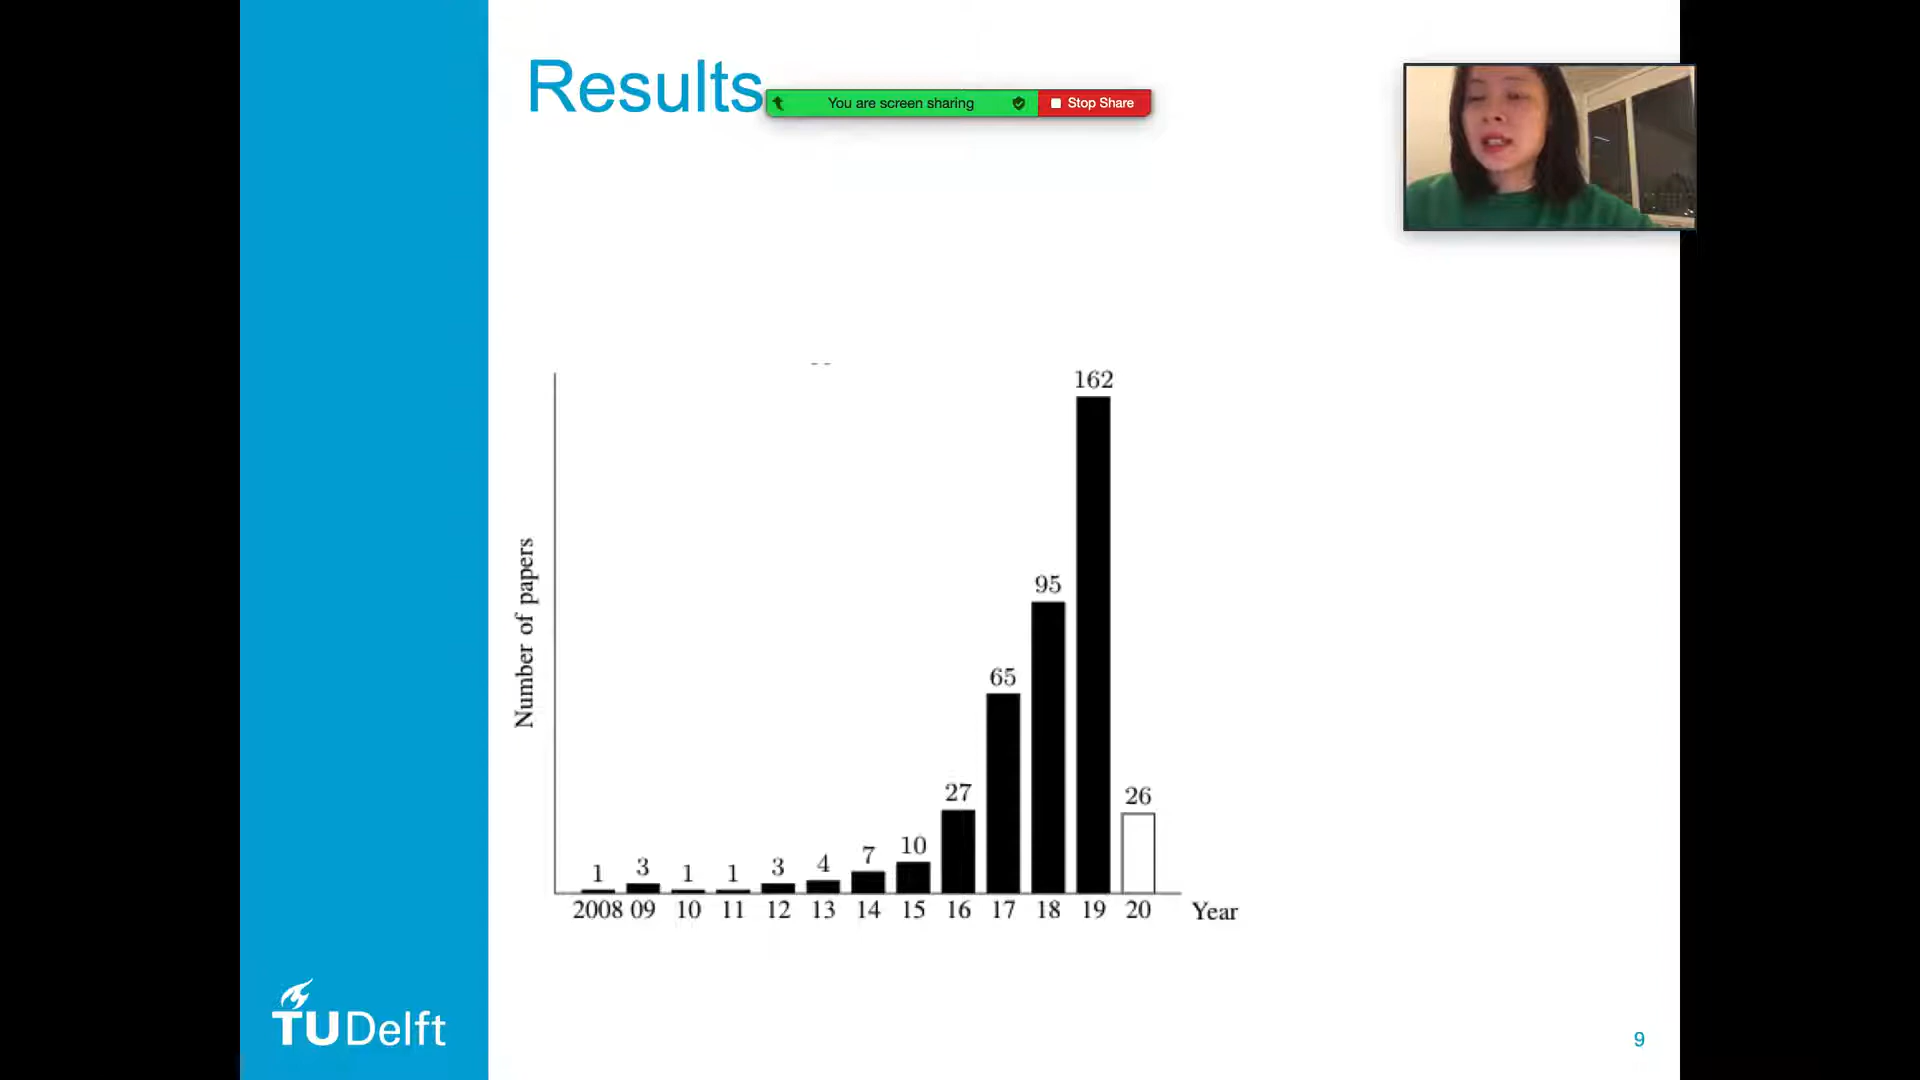 Results
You are screen sharing
Stop Share
162
95
65
27
26
1 3 1 1 3 4 7 10
Number of papers
2008 09 10 11 12 13 14 15 16 17 18 19 20 Year
TU Delft
9